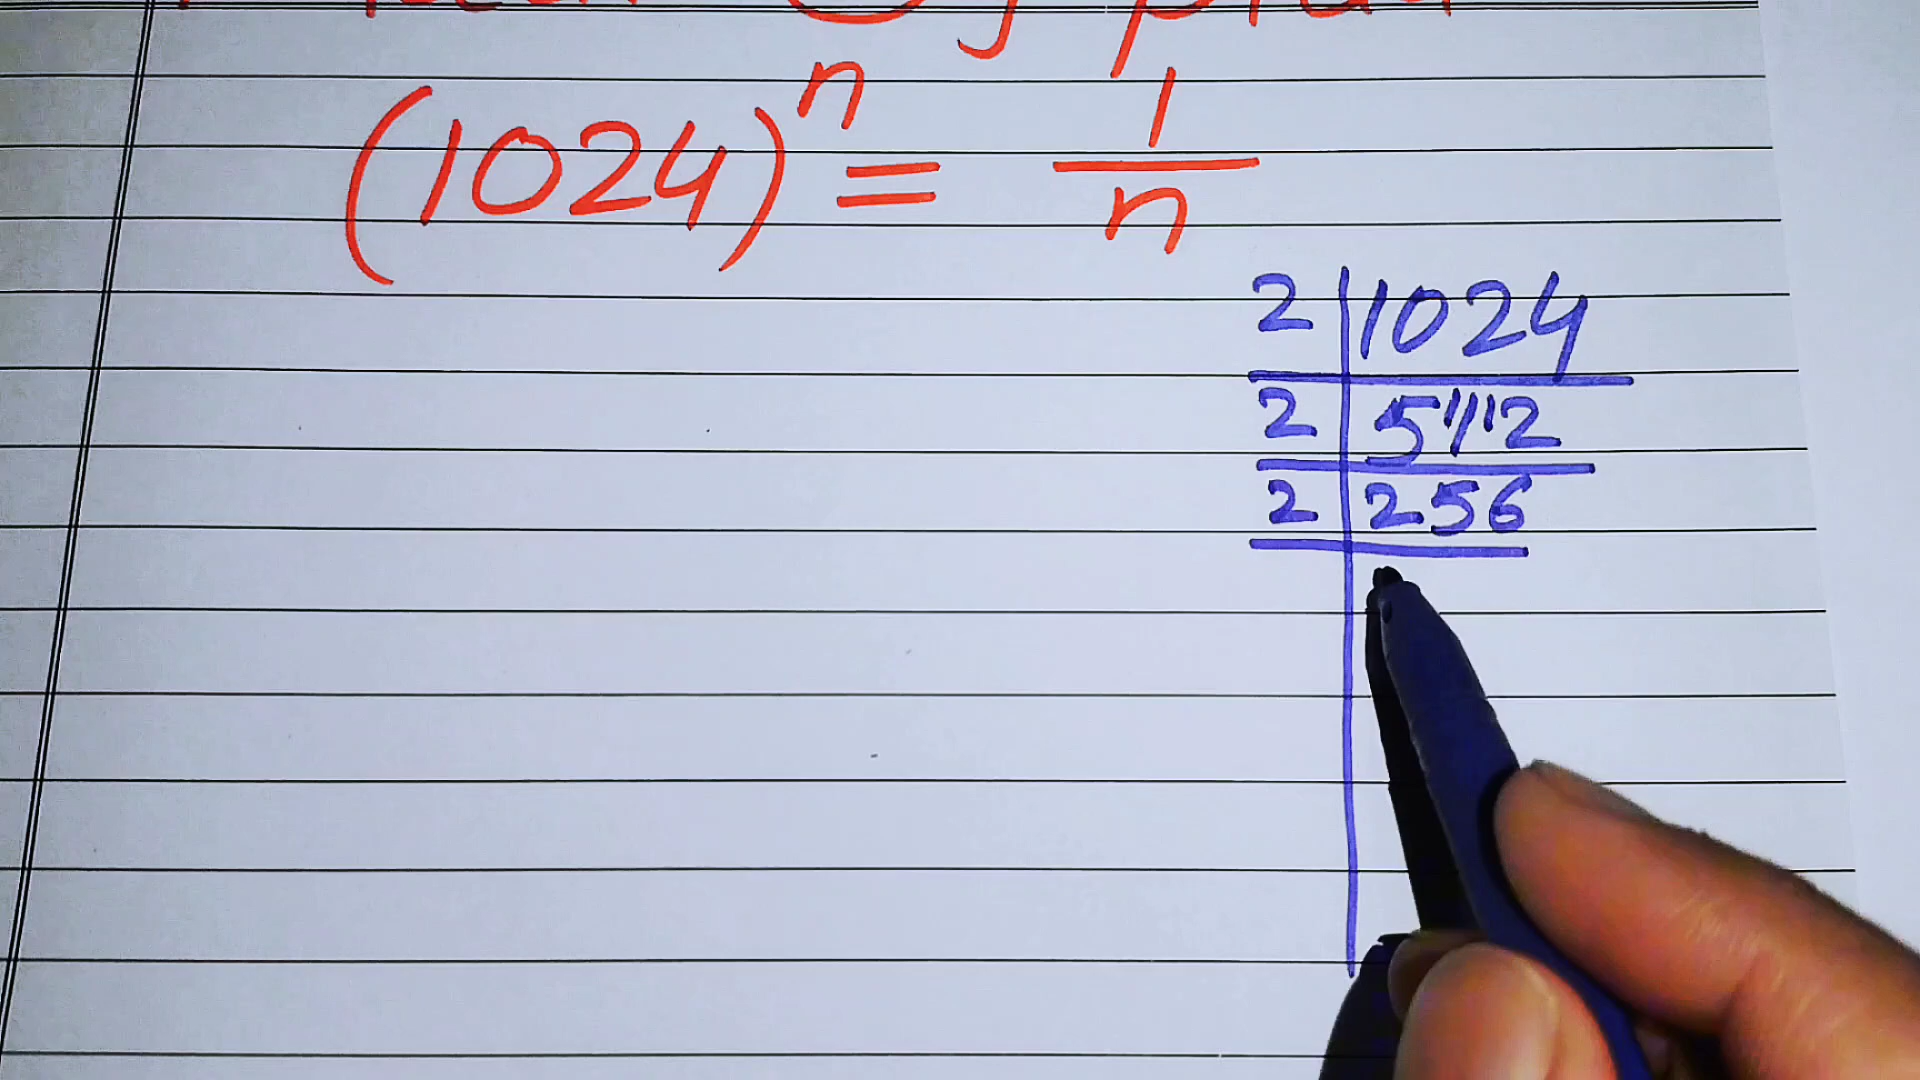 (1024)ⁿ = 1/n
2 | 1024
2 | 512
2 | 256